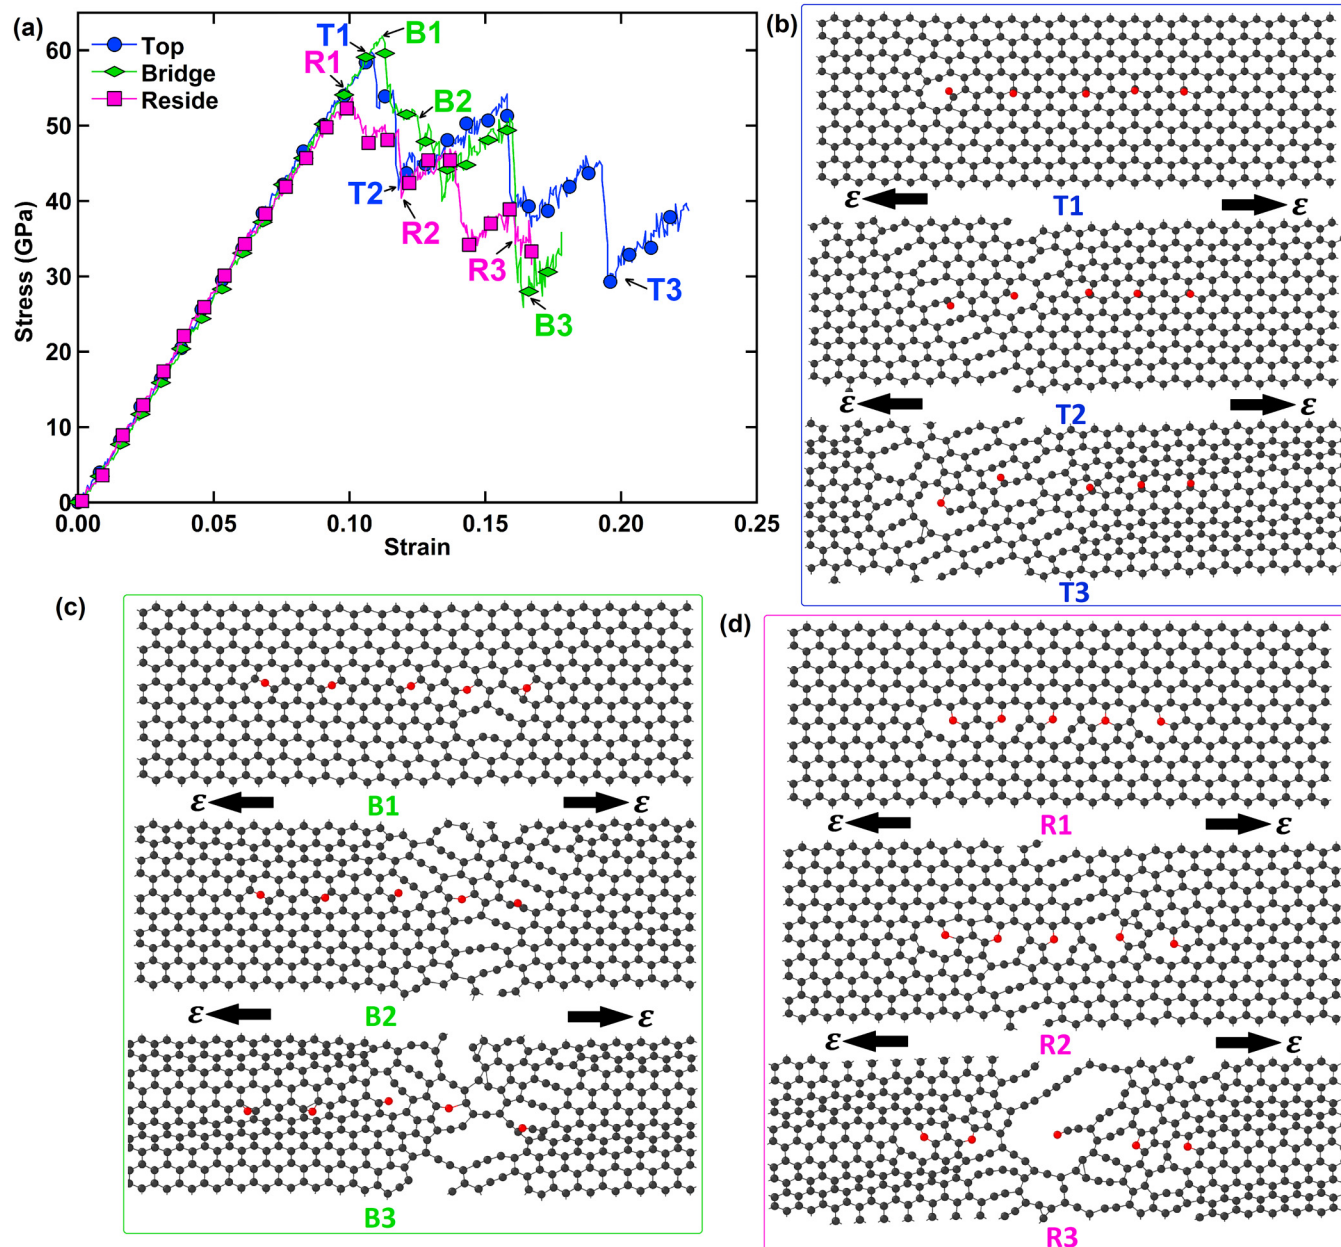 (a)
Top
Bridge
Reside
T1
B1
R1
B2
T2
R2
R3
T3
B3
60
50
40
30
20
10
0
Stress (GPa)
0.00
0.05
0.10
0.15
0.20
0.25
Strain
(b)
ε
T1
ε
ε
T2
ε
T3
(c)
ε
B1
ε
ε
B2
ε
B3
(d)
ε
R1
ε
ε
R2
ε
R3